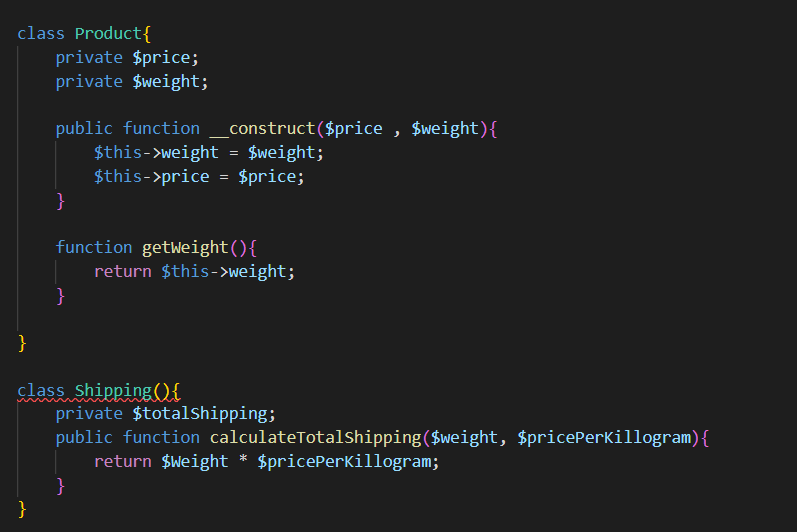 class Product{
    private $price;
    private $weight;

    public function __construct($price , $weight){
        $this->weight = $weight;
        $this->price = $price;
    }

    function getWeight(){
        return $this->weight;
    }

}

class Shipping(){
    private $totalShipping;
    public function calculateTotalShipping($weight, $pricePerKillogram){
        return $Weight * $pricePerKillogram;
    }
}